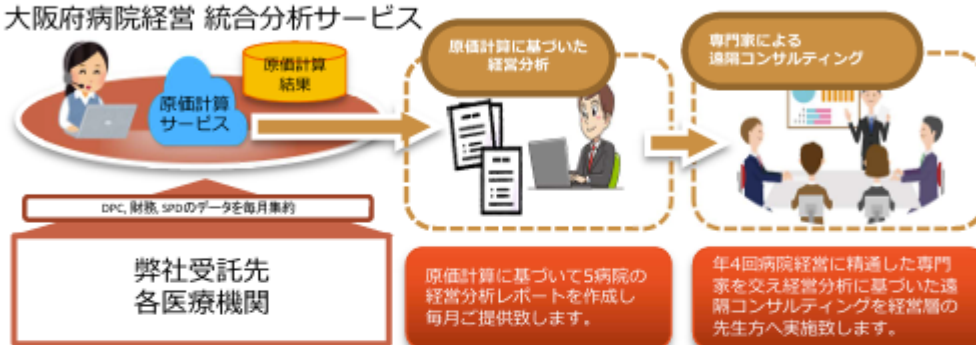 大阪府病院経営 統合分析サービス
原価計算
サービス
原価計算
結果
DPC, 財務, SPDのデータを毎月集約
弊社受託先
各医療機関
原価計算に基づいた
経営分析
原価計算に基づいて5病院の
経営分析レポートを作成し
毎月ご提供致します。
専門家による
遠隔コンサルティング
年4回病院経営に精通した専門
家を交え経営分析に基づいた遠
隔コンサルティングを経営層の
先生方へ実施致します。